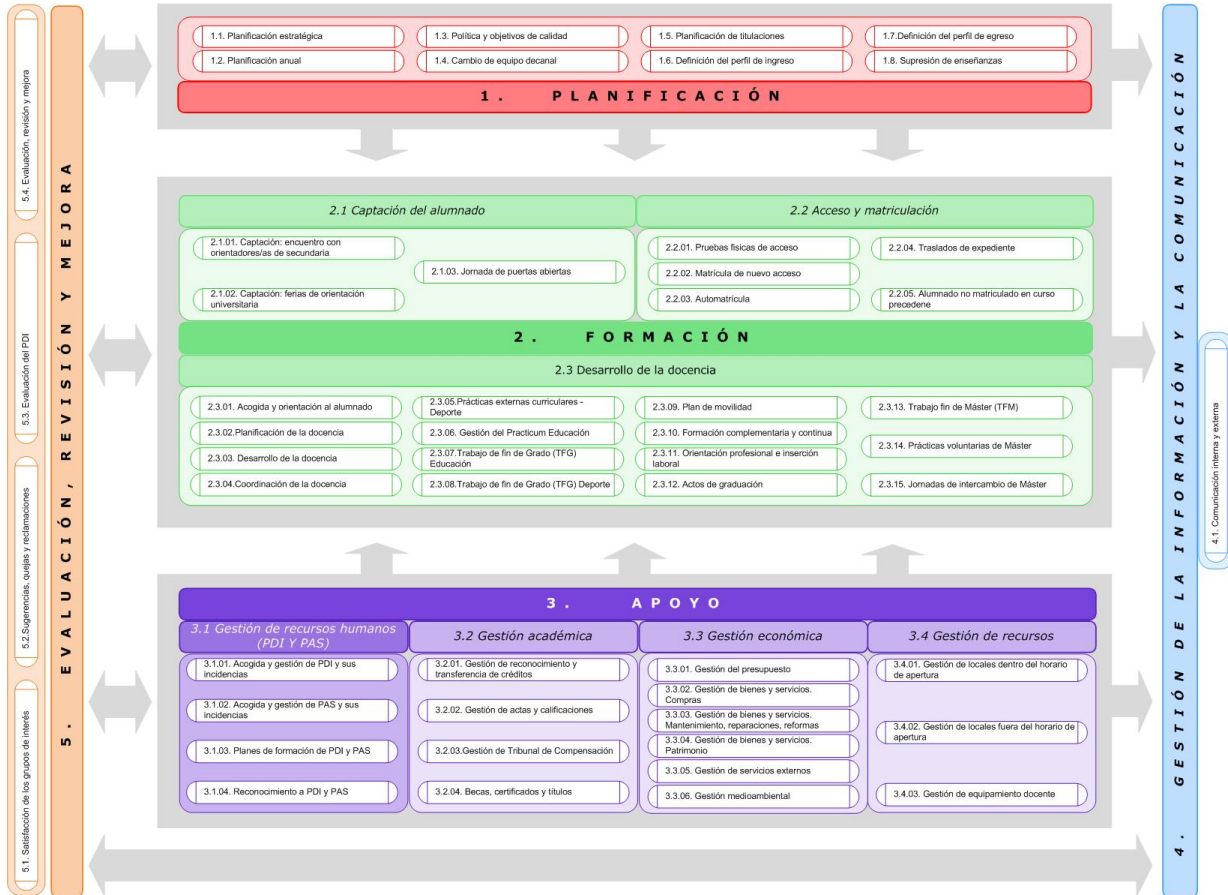 1.1. Planificación estratégica
1.3. Política y objetivos de calidad
1.5. Planificación de titulaciones
1.7.Definición del perfil de egreso
1.2. Planificación anual
1.4. Cambio de equipo decanal
1.6. Definición del perfil de ingreso
1.8. Supresión de enseñanzas
1. PLANIFICACIÓN
2.1 Captación del alumnado
2.2 Acceso y matriculación
2.1.01. Captación: encuentro con
orientadores/as de secundaria
2.1.03. Jornada de puertas abiertas
2.1.02. Captación: ferias de orientación
universitaria
2.2.01. Pruebas fisicas de acceso
2.2.04. Traslados de expediente
2.2.02. Matrícula de nuevo acceso
2.2.03. Automatrícula
2.2.05. Alumnado no matriculado en curso
precedene
2. FORMACIÓN
2.3 Desarrollo de la docencia
2.3.01. Acogida y orientación al alumnado
2.3.02.Planificación de la docencia
2.3.03. Desarrollo de la docencia
2.3.04.Coordinación de la docencia
2.3.05.Prácticas externas curriculares -
Deporte
2.3.06. Gestión del Practicum Educación
2.3.07.Trabajo de fin de Grado (TFG)
Educación
2.3.08.Trabajo de fin de Grado (TFG) Deporte
2.3.09. Plan de movilidad
2.3.10. Formación complementaria y continua
2.3.11. Orientación profesional e inserción
laboral
2.3.12. Actos de graduación
2.3.13. Trabajo fin de Máster (TFM)
2.3.14. Prácticas voluntarias de Máster
2.3.15. Jornadas de intercambio de Máster
3. APOYO
3.1 Gestión de recursos humanos
(PDI Y PAS)
3.2 Gestión académica
3.3 Gestión económica
3.4 Gestión de recursos
3.1.01. Acogida y gestión de PDI y sus
incidencias
3.1.02. Acogida y gestión de PAS y sus
incidencias
3.1.03. Planes de formación de PDI y PAS
3.1.04. Reconocimiento a PDI y PAS
3.2.01. Gestión de reconocimiento y
transferencia de créditos
3.2.02. Gestión de actas y calificaciones
3.2.03.Gestión de Tribunal de Compensación
3.2.04. Becas, certificados y títulos
3.3.01. Gestión del presupuesto
3.3.02. Gestión de bienes y servicios.
Compras
3.3.03. Gestión de bienes y servicios.
Mantenimiento, reparaciones, reformas
3.3.04. Gestión de bienes y servicios.
Patrimonio
3.3.05. Gestión de servicios externos
3.3.06. Gestión medioambiental
3.4.01. Gestión de locales dentro del horario de
apertura
3.4.02. Gestión de locales fuera del horario de
apertura
3.4.03. Gestión de equipamiento docente
4. GESTIÓN DE LA INFORMACIÓN Y LA COMUNICACIÓN
4.1. Comunicación interna y externa
5. EVALUACIÓN, REVISIÓN Y MEJORA
5.1. Satisfacción de los grupos de interés
5.2.Sugerencias, quejas y reclamaciones
5.3. Evaluación del PDI
5.4. Evaluación, revisión y mejora